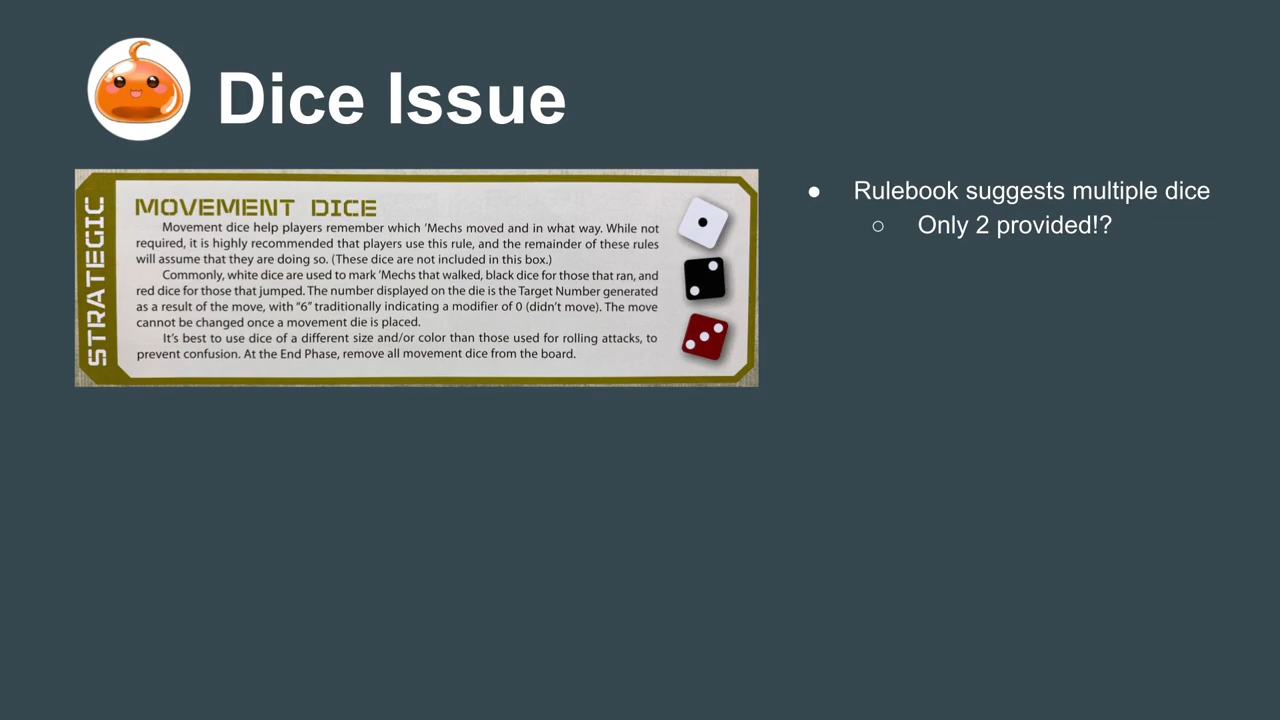 Dice Issue
STRATEGIC
MOVEMENT DICE
Movement dice help players remember which ’Mechs moved and in what way. While not
required, it is highly recommended that players use this rule, and the remainder of these rules
will assume that they are doing so. (These dice are not included in this box.)
Commonly, white dice are used to mark ’Mechs that walked, black dice for those that ran, and
red dice for those that jumped. The number displayed on the die is the Target Number generated
as a result of the move, with “6” traditionally indicating a modifier of 0 (didn’t move). The move
cannot be changed once a movement die is placed.
It’s best to use dice of a different size and/or color than those used for rolling attacks, to
prevent confusion. At the End Phase, remove all movement dice from the board.
● Rulebook suggests multiple dice
○ Only 2 provided!?